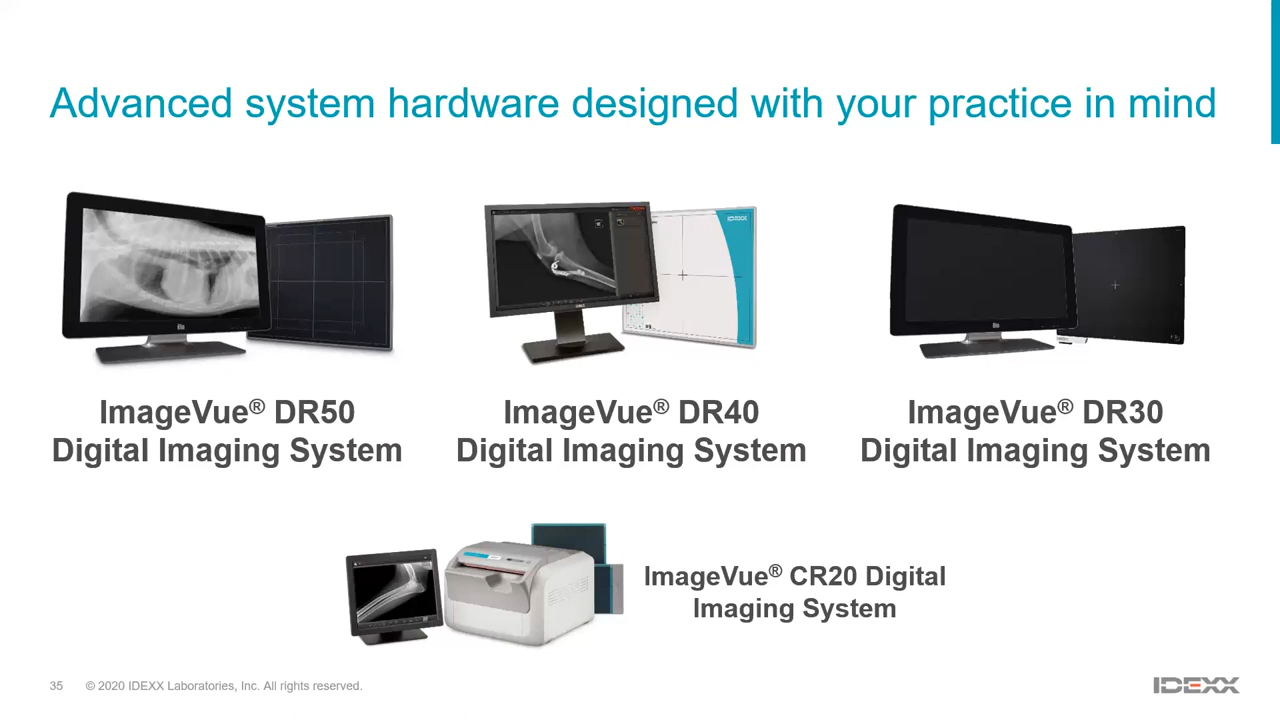 Advanced system hardware designed with your practice in mind
IDEXX
ImageVue® DR50
Digital Imaging System
ImageVue® DR40
Digital Imaging System
ImageVue® DR30
Digital Imaging System
ImageVue® CR20 Digital
Imaging System
35 © 2020 IDEXX Laboratories, Inc. All rights reserved.
IDEXX